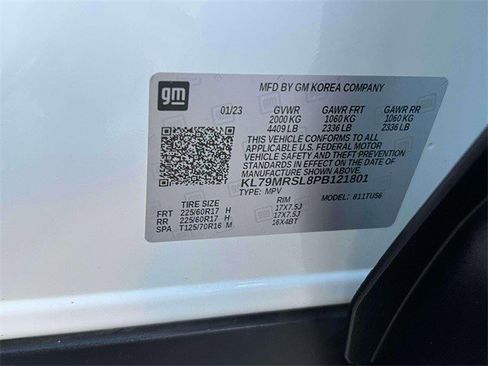 gm
MFD BY GM KOREA COMPANY
01/23 GVWR GAWR FRT GAWR RR
2000 KG 1060 KG 1060 KG
4409 LB 2336 LB 2336 LB
THIS VEHICLE CONFORMS TO ALL
APPLICABLE U.S. FEDERAL MOTOR
VEHICLE SAFETY AND THEFT PREVENTION
STANDARDS IN EFFECT ON THE DATE OF
MANUFACTURE SHOWN ABOVE.
KL79MRSL8PB121801
TYPE: MPV MODEL: 811TUS6
TIRE SIZE RIM
FRT 225/60R17 H 17X7.5J
RR 225/60R17 H 17X7.5J
SPA T125/70R16 M 16X4BT